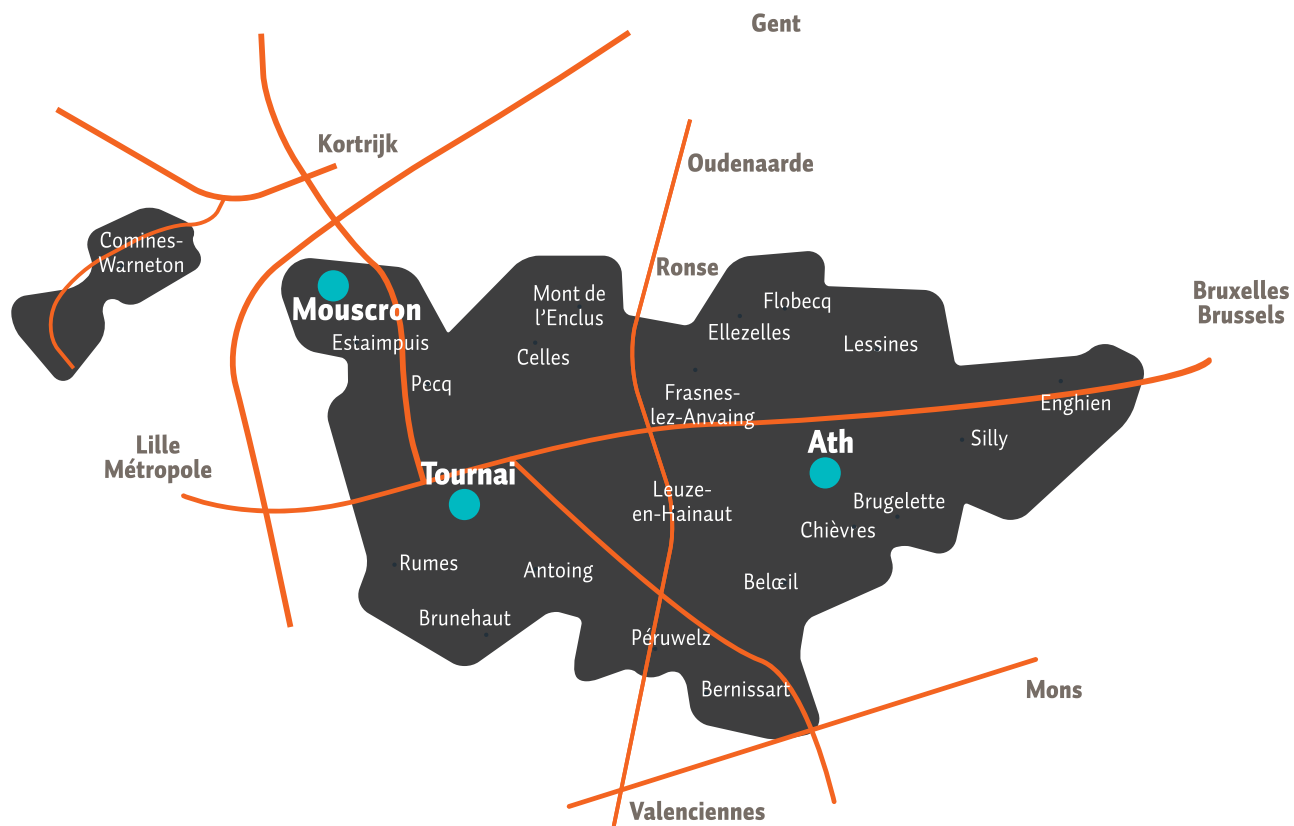 Gent
Kortrijk
Oudenaarde
Comines-
Warneton
Ronse
Bruxelles
Brussels
Mouscron
Mont de
l'Enclus
Flobecq
Ellezelles
Estaimpuis
Lessines
Celles
Pecq
Frasnes-
lez-Anvaing
Enghien
Lille
Métropole
Ath
Silly
Tournai
Leuze-
en-Hainaut
Brugelette
Chièvres
Rumes
Antoing
Belœil
Brunehaut
Péruwelz
Bernissart
Mons
Valenciennes